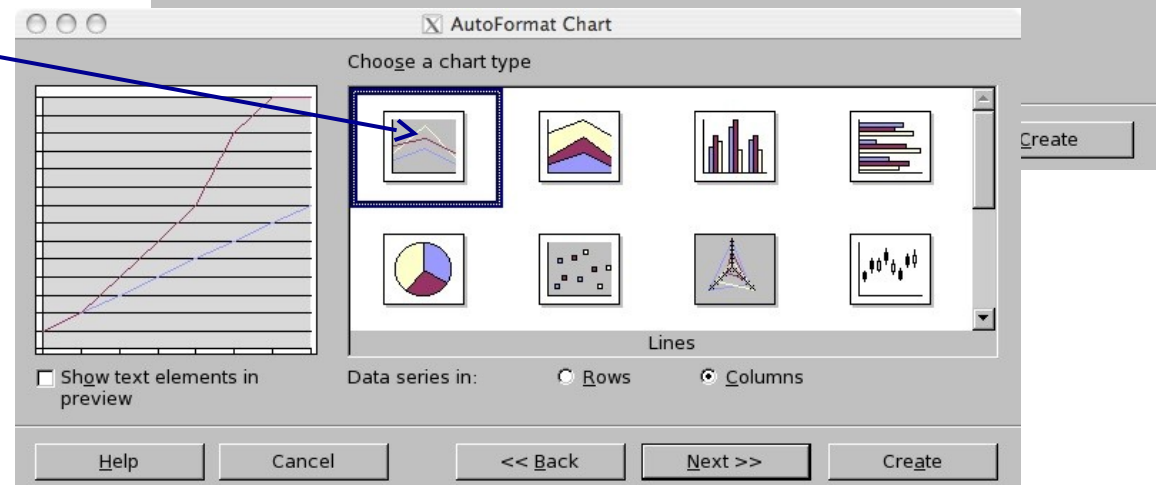 AutoFormat Chart
Choose a chart type
Create
Lines
Show text elements in
preview
Data series in:
Rows
Columns
Help
Cancel
<< Back
Next >>
Create